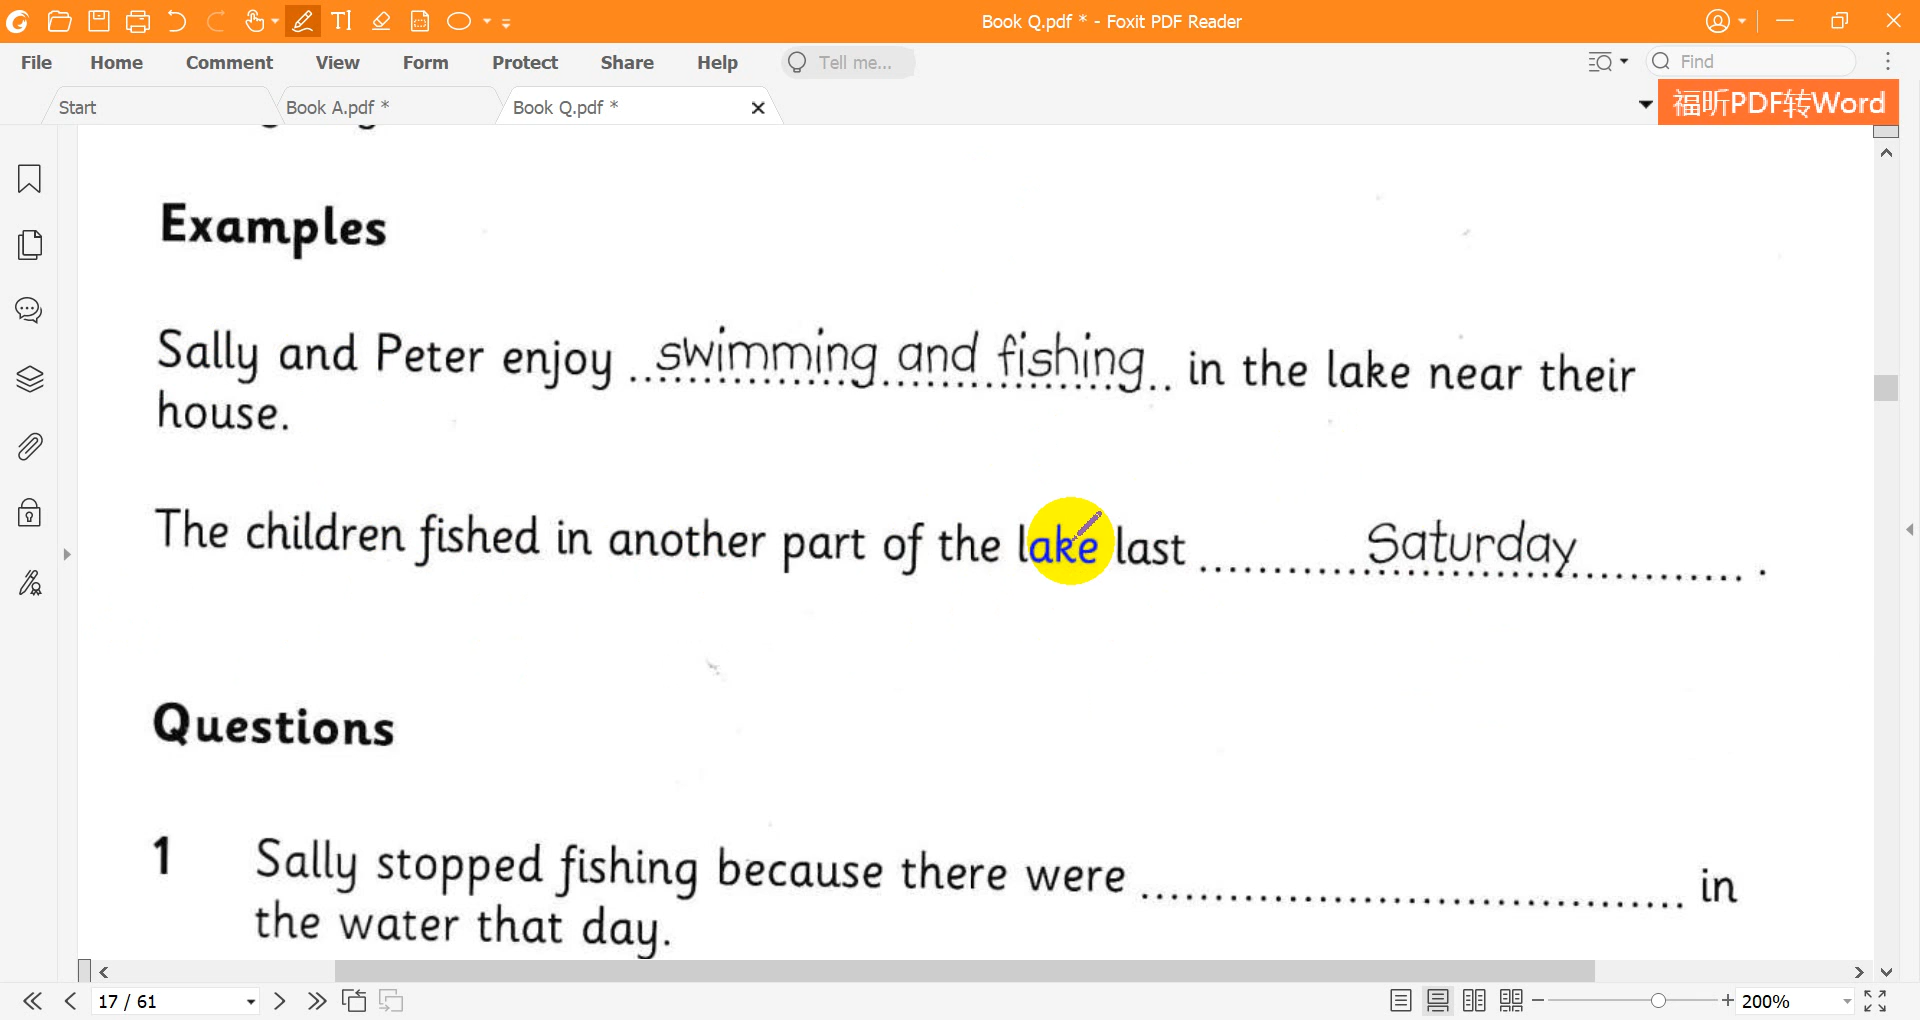 Book Q.pdf * - Foxit PDF Reader
File Home Comment View Form Protect Share Help Tell me... Find
Start Book A.pdf * Book Q.pdf * 福昕PDF转Word
Examples
Sally and Peter enjoy ..swimming and fishing.. in the lake near their
house.
The children fished in another part of the lake last ..... Saturday ..... .
Questions
1 Sally stopped fishing because there were .............................. in
the water that day.
17 / 61 200%